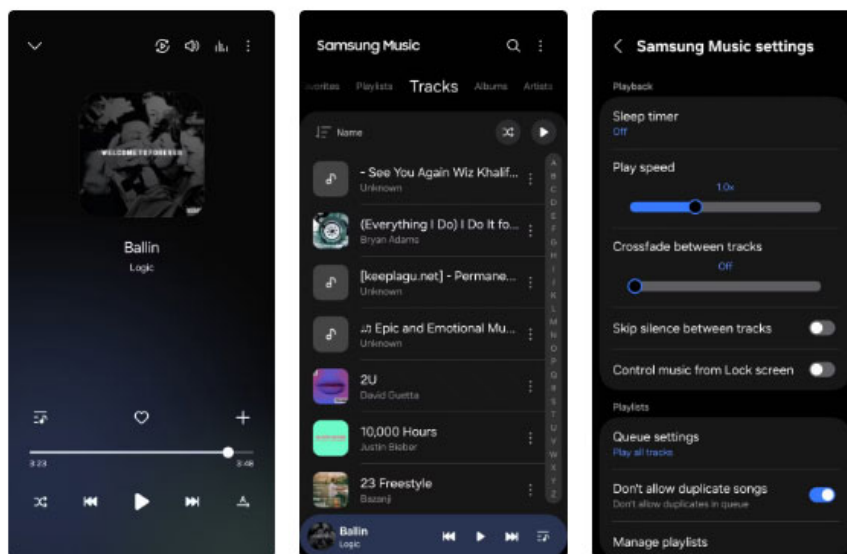 WELCOME TO FOREVER
Ballin
Logic
3:23
3:46
Samsung Music
Playlists
Tracks
Albums
Artists
Name
- See You Again Wiz Khalif...
Unknown
(Everything I Do) I Do It fo...
Bryan Adams
[keeplagu.net] - Permane...
Unknown
♫ Epic and Emotional Mu...
Unknown
2U
David Guetta
10,000 Hours
Justin Bieber
23 Freestyle
Bazanji
A
B
C
D
E
F
G
H
I
J
K
L
M
N
O
P
Q
R
S
T
U
V
W
X
Y
Z
Ballin
Logic
Samsung Music settings
Playback
Sleep timer
Off
Play speed
1.0x
Crossfade between tracks
Off
Skip silence between tracks
Control music from Lock screen
Playlists
Queue settings
Play all tracks
Don't allow duplicate songs
Don't allow duplicates in queue
Manage playlists